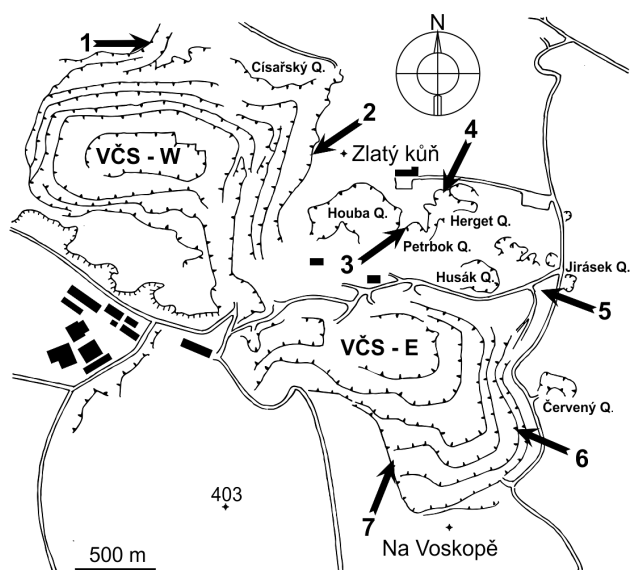 N
1
Císařský Q.
2
4
VČS - W
Zlatý kůň
Houba Q.
Herget Q.
Petrbok Q.
3
Husák Q.
Jirásek Q.
5
VČS - E
Červený Q.
6
403
7
Na Voskopě
500 m